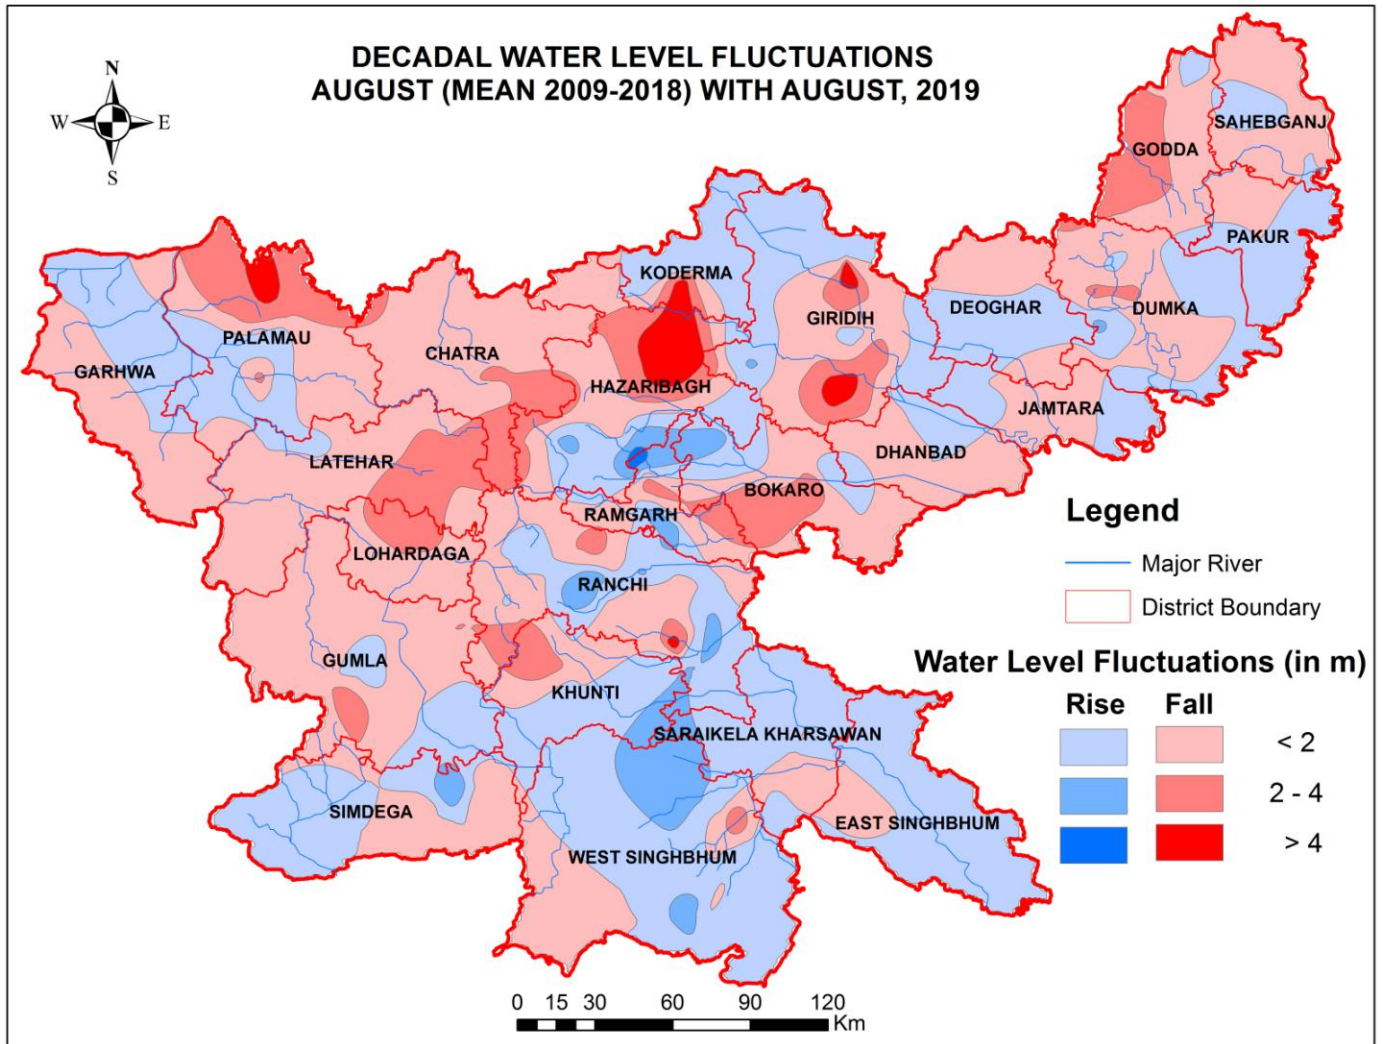 DECADAL WATER LEVEL FLUCTUATIONS
AUGUST (MEAN 2009-2018) WITH AUGUST, 2019
N
W E
S
SAHEBGANJ
GODDA
PAKUR
KODERMA
DEOGHAR
DUMKA
GIRIDIH
PALAMAU
CHATRA
GARHWA
HAZARIBAGH
JAMTARA
DHANBAD
LATEHAR
BOKARO
RAMGARH
LOHARDAGA
RANCHI
GUMLA
KHUNTI
SARAIKELA KHARSAWAN
SIMDEGA
EAST SINGHBHUM
WEST SINGHBHUM
Legend
Major River
District Boundary
Water Level Fluctuations (in m)
Rise Fall
< 2
2 - 4
> 4
0 15 30 60 90 120
Km